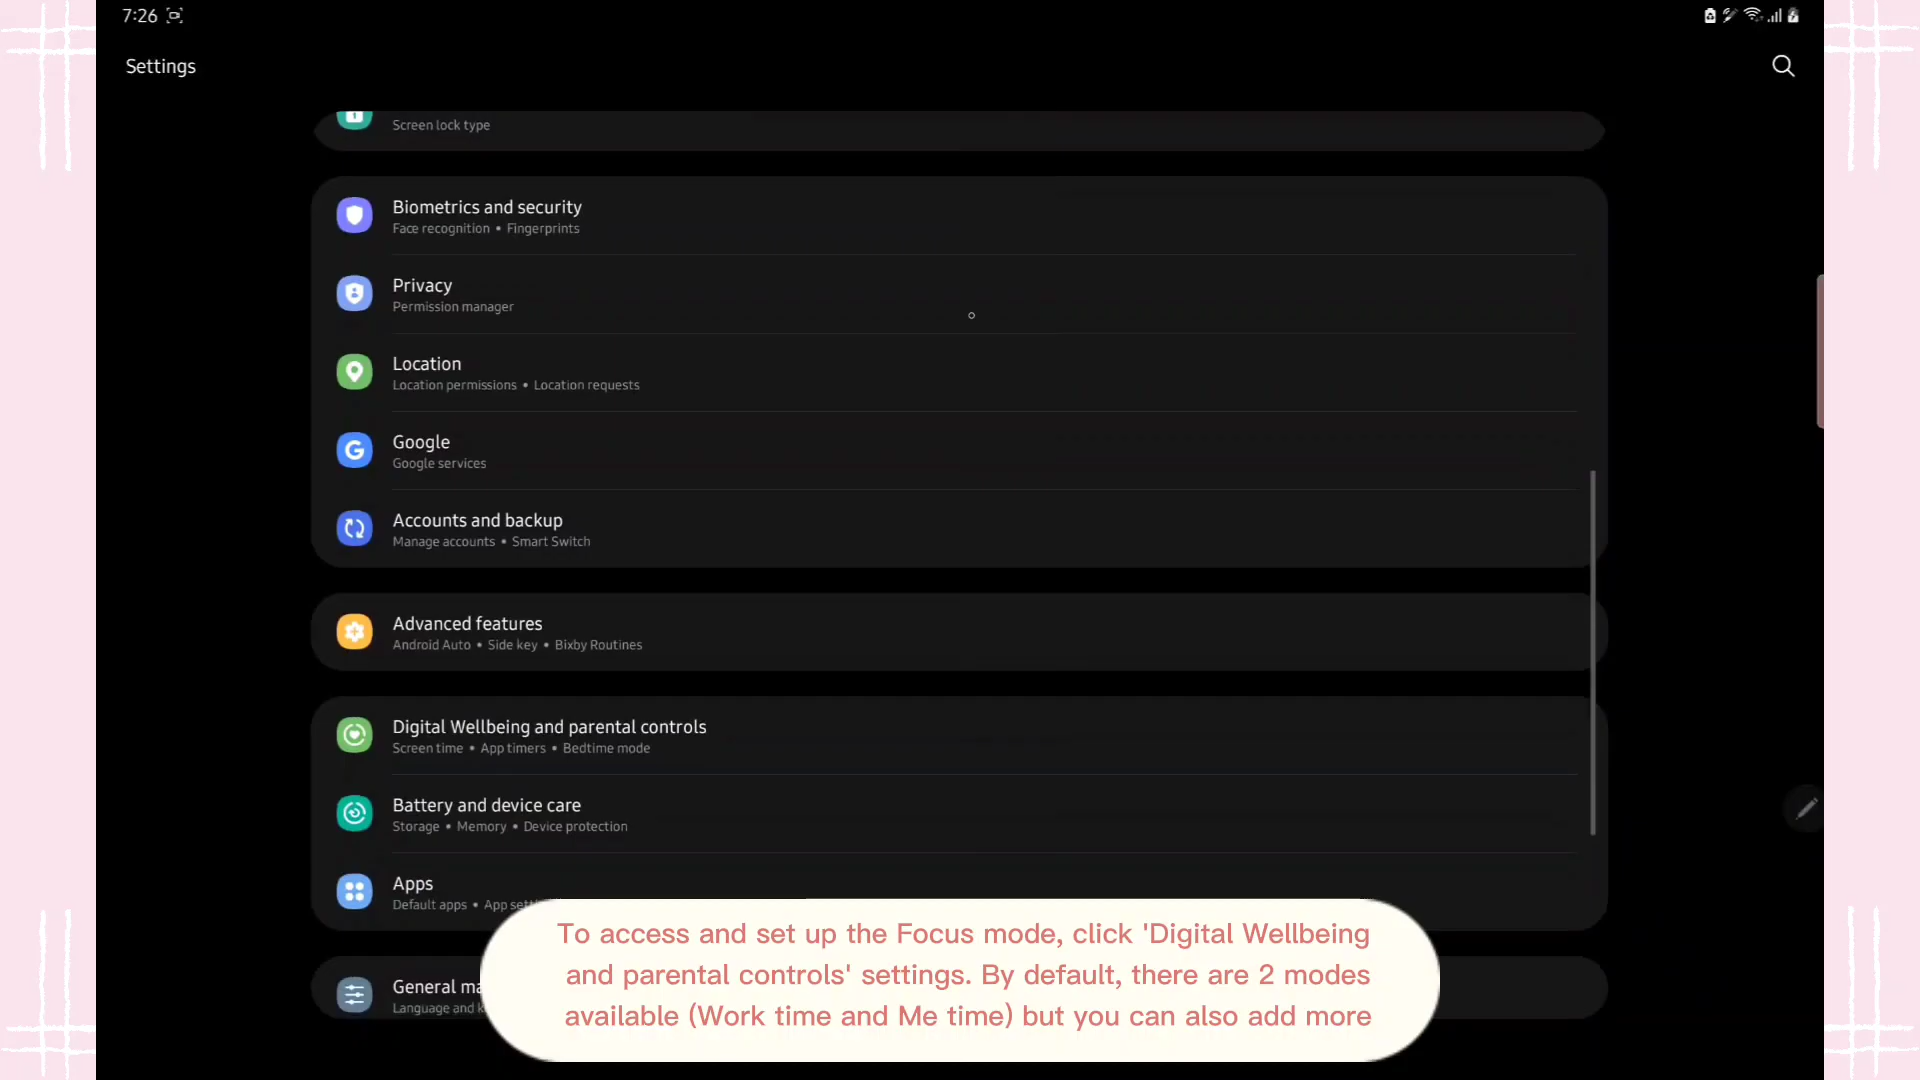 7:26
Settings
Screen lock type
Biometrics and security
Face recognition • Fingerprints
Privacy
Permission manager
Location
Location permissions • Location requests
Google
Google services
Accounts and backup
Manage accounts • Smart Switch
Advanced features
Android Auto • Side key • Bixby Routines
Digital Wellbeing and parental controls
Screen time • App timers • Bedtime mode
Battery and device care
Storage • Memory • Device protection
Apps
Default apps • App
General
Language and
To access and set up the Focus mode, click 'Digital Wellbeing
and parental controls' settings. By default, there are 2 modes
available (Work time and Me time) but you can also add more